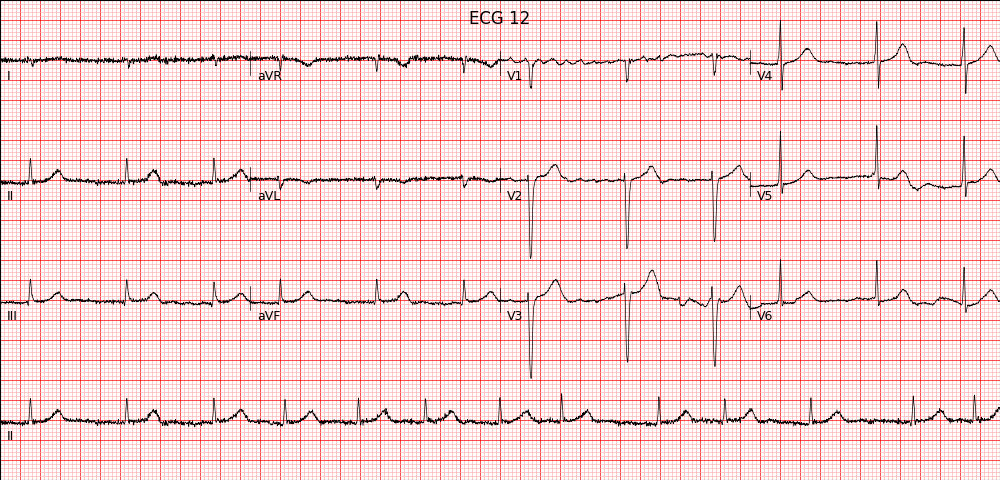 ECG 12
I aVR V1 V4
II aVL V2 V5
III aVF V3 V6
II